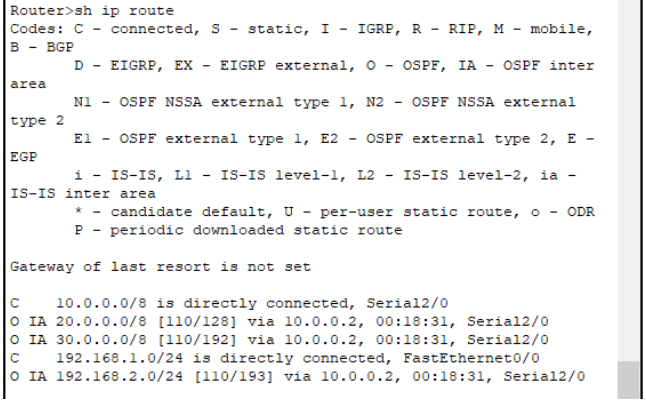 Router>sh ip route
Codes: C - connected, S - static, I - IGRP, R - RIP, M - mobile,
B - BGP
D - EIGRP, EX - EIGRP external, O - OSPF, IA - OSPF inter
area
N1 - OSPF NSSA external type 1, N2 - OSPF NSSA external
type 2
E1 - OSPF external type 1, E2 - OSPF external type 2, E -
EGP
i - IS-IS, L1 - IS-IS level-1, L2 - IS-IS level-2, ia -
IS-IS inter area
* - candidate default, U - per-user static route, o - ODR
P - periodic downloaded static route
Gateway of last resort is not set
C 10.0.0.0/8 is directly connected, Serial2/0
O IA 20.0.0.0/8 [110/128] via 10.0.0.2, 00:18:31, Serial2/0
O IA 30.0.0.0/8 [110/192] via 10.0.0.2, 00:18:31, Serial2/0
C 192.168.1.0/24 is directly connected, FastEthernet0/0
O IA 192.168.2.0/24 [110/193] via 10.0.0.2, 00:18:31, Serial2/0